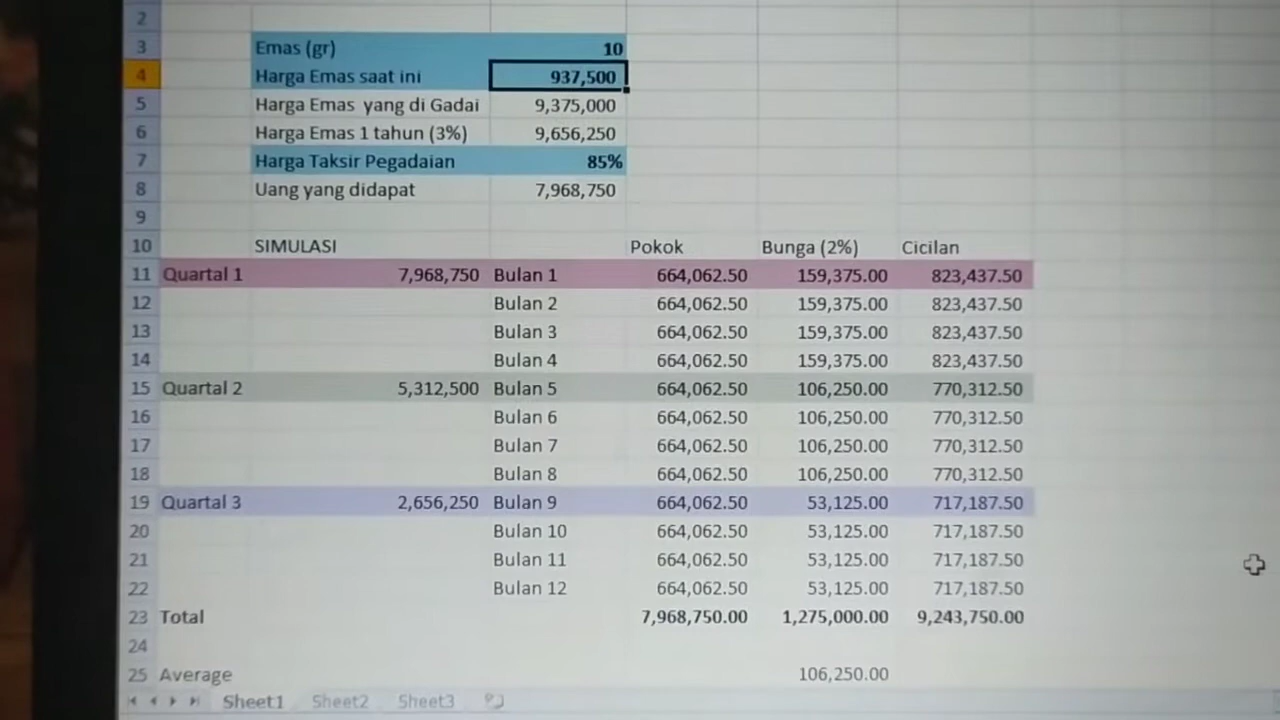 2
3 Emas (gr) 10
4 Harga Emas saat ini 937,500
5 Harga Emas yang di Gadai 9,375,000
6 Harga Emas 1 tahun (3%) 9,656,250
7 Harga Taksir Pegadaian 85%
8 Uang yang didapat 7,968,750
9
10 SIMULASI Pokok Bunga (2%) Cicilan
11 Quartal 1 7,968,750 Bulan 1 664,062.50 159,375.00 823,437.50
12 Bulan 2 664,062.50 159,375.00 823,437.50
13 Bulan 3 664,062.50 159,375.00 823,437.50
14 Bulan 4 664,062.50 159,375.00 823,437.50
15 Quartal 2 5,312,500 Bulan 5 664,062.50 106,250.00 770,312.50
16 Bulan 6 664,062.50 106,250.00 770,312.50
17 Bulan 7 664,062.50 106,250.00 770,312.50
18 Bulan 8 664,062.50 106,250.00 770,312.50
19 Quartal 3 2,656,250 Bulan 9 664,062.50 53,125.00 717,187.50
20 Bulan 10 664,062.50 53,125.00 717,187.50
21 Bulan 11 664,062.50 53,125.00 717,187.50
22 Bulan 12 664,062.50 53,125.00 717,187.50
23 Total 7,968,750.00 1,275,000.00 9,243,750.00
24
25 Average 106,250.00
Sheet1 Sheet2 Sheet3